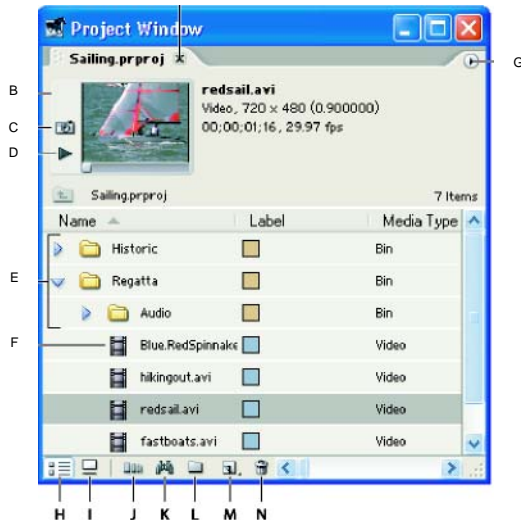 Project Window
Sailing.prproj x
G
B
redsail.avi
Video, 720 × 480 (0.900000)
C
00;00;01;16, 29.97 fps
D
Sailing.prproj 7 Items
Name Label Media Type
Historic Bin
E
Regatta Bin
Audio Bin
F
Blue.RedSpinnake Video
hikingout.avi Video
redsail.avi Video
fastboats.avi Video
H I J K L M N